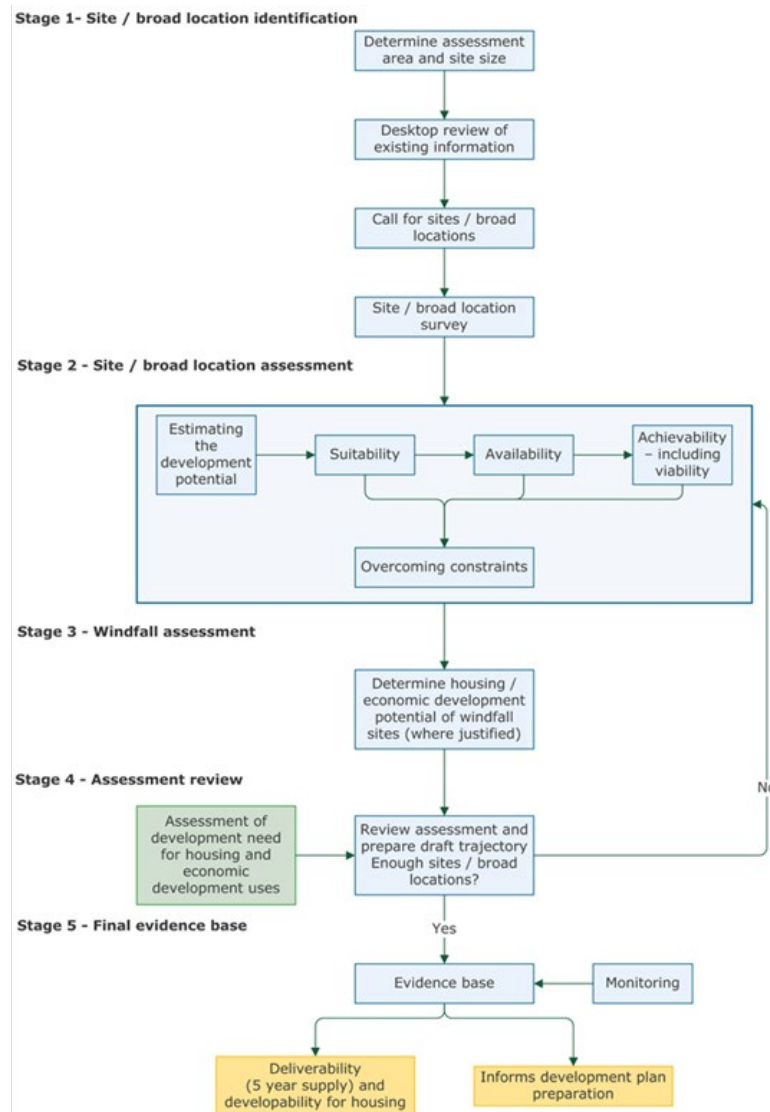 Stage 1- Site / broad location identification
Determine assessment
area and site size
Desktop review of
existing information
Call for sites / broad
locations
Site / broad location
survey
Stage 2 - Site / broad location assessment
Estimating
the
development
potential
Suitability
Availability
Achievability
– including
viability
Overcoming constraints
Stage 3 - Windfall assessment
Determine housing /
economic development
potential of windfall
sites (where justified)
Stage 4 - Assessment review
Assessment of
development need
for housing and
economic
development uses
Review assessment and
prepare draft trajectory
Enough sites / broad
locations?
No
Stage 5 - Final evidence base
Yes
Evidence base
Monitoring
Deliverability
(5 year supply) and
developability for housing
Informs development plan
preparation